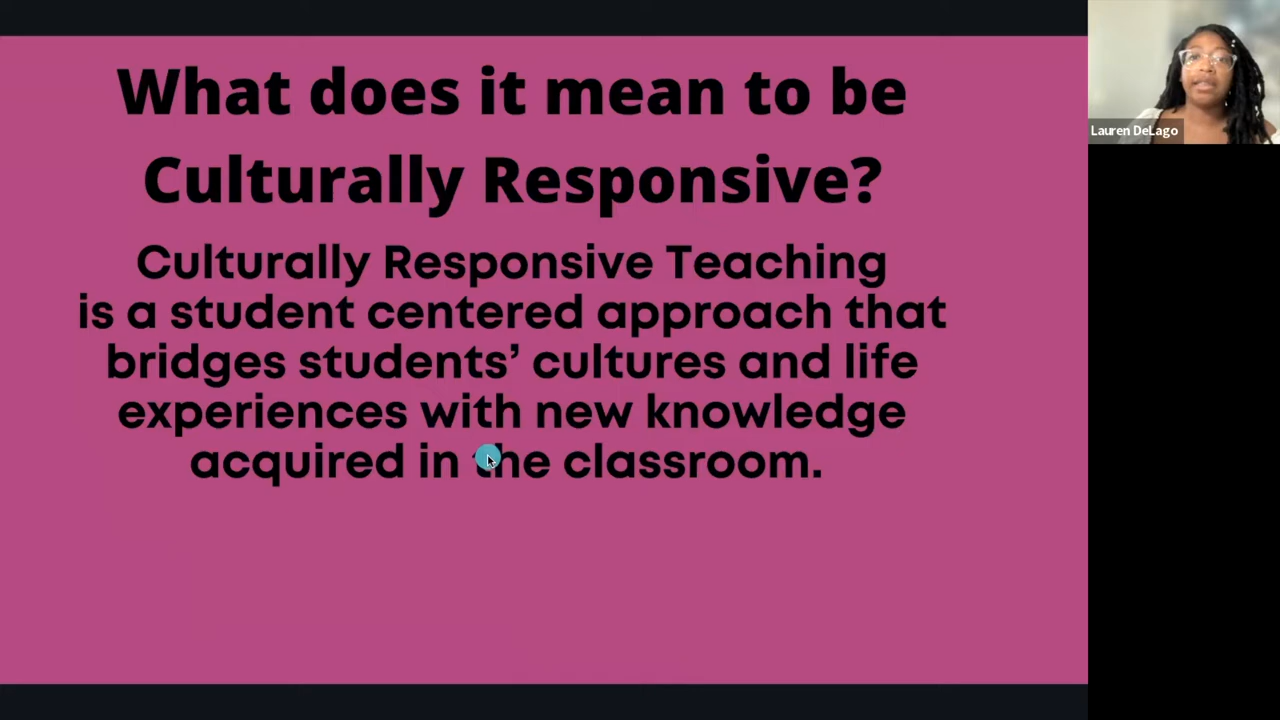 What does it mean to be
Culturally Responsive?
Culturally Responsive Teaching
is a student centered approach that
bridges students’ cultures and life
experiences with new knowledge
acquired in the classroom.
Lauren DeLago